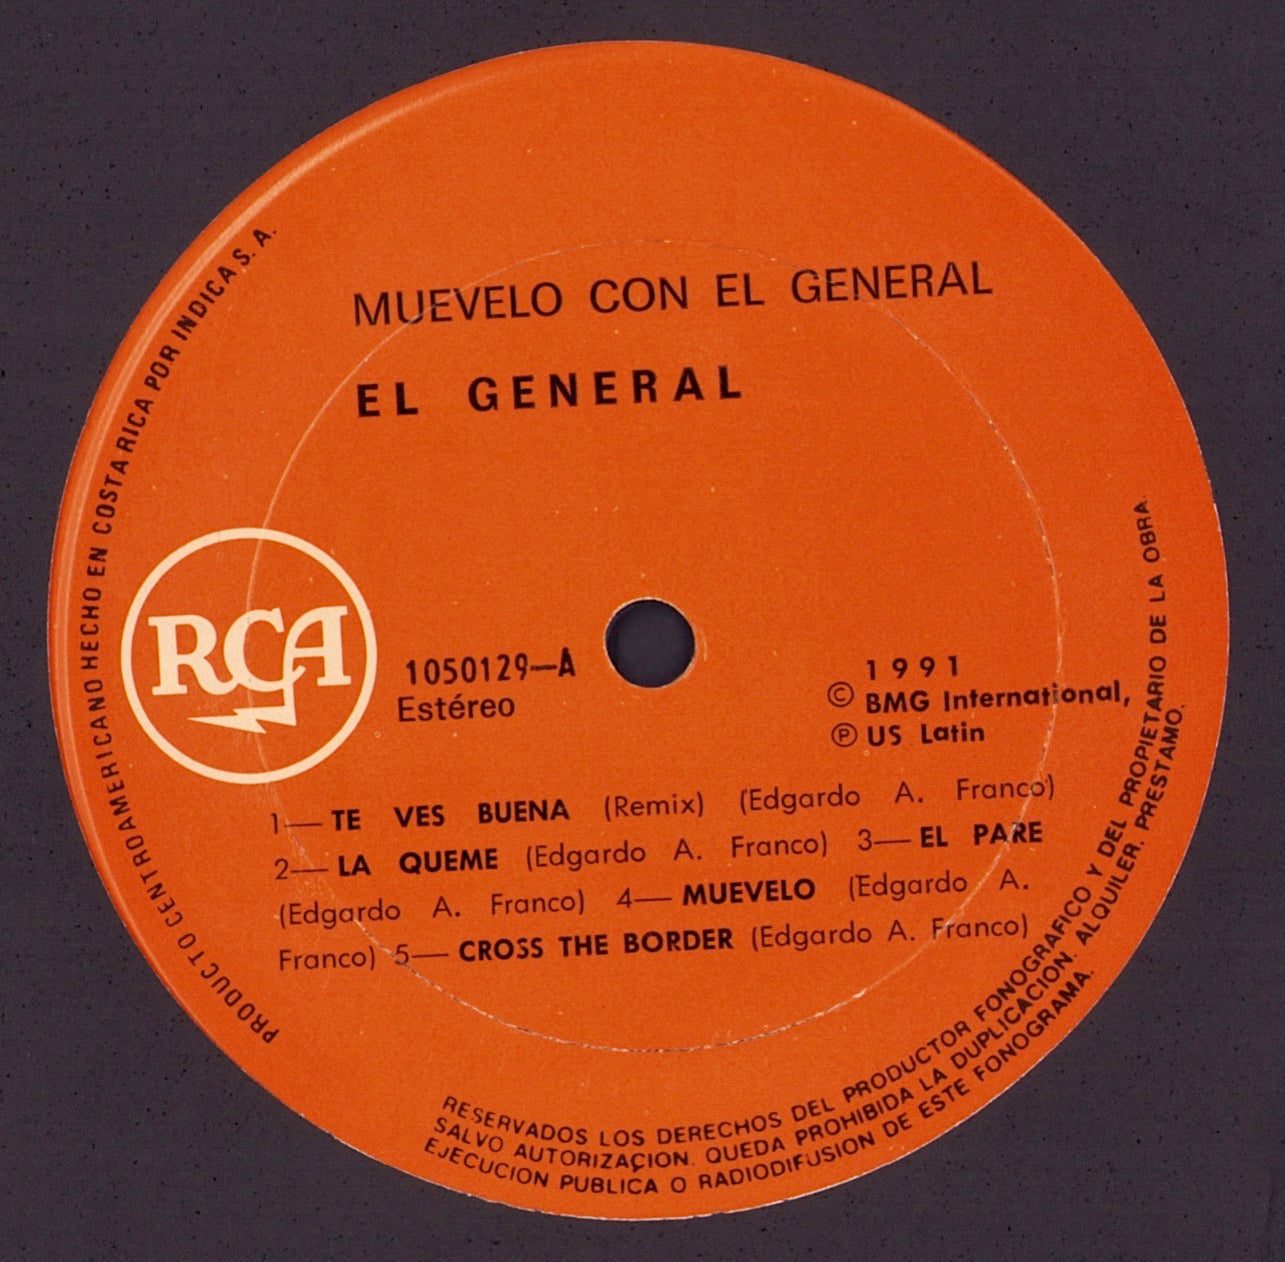 MUEVELO CON EL GENERAL
EL GENERAL
PRODUCTO CENTROAMERICANO HECHO EN COSTA RICA POR INDICA S. A.
RCA
1050129—A
Estéreo
1991
© BMG International,
℗ US Latin
1— TE VES BUENA (Remix) (Edgardo A. Franco)
2— LA QUEME (Edgardo A. Franco) 3— EL PARE
(Edgardo A. Franco) 4— MUEVELO (Edgardo A.
Franco) 5— CROSS THE BORDER (Edgardo A. Franco)
RESERVADOS LOS DERECHOS DEL PRODUCTOR FONOGRAFICO Y DEL PROPIETARIO DE LA OBRA.
SALVO AUTORIZACION. QUEDA PROHIBIDA LA DUPLICACION. ALQUILER. PRESTAMO.
EJECUCION PUBLICA O RADIODIFUSION DE ESTE FONOGRAMA.